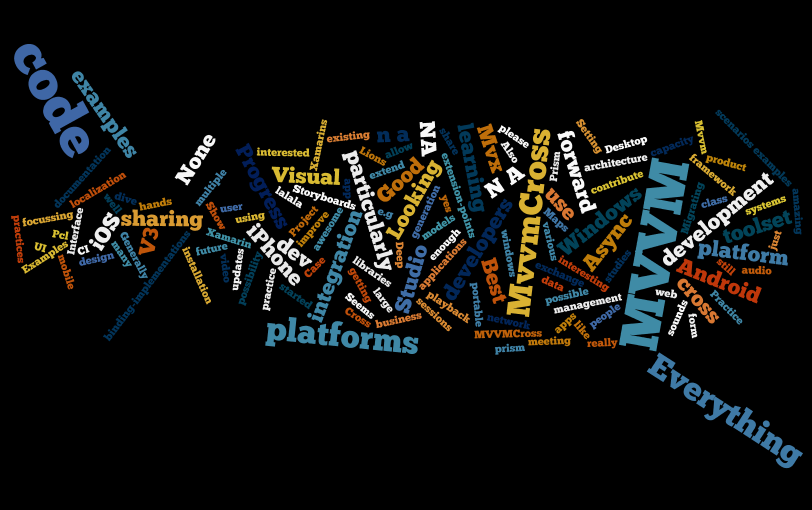 code
examples
documentation
localization
None
practices
focussing
Pcl
UI
Examples
Interface
CI
iOS
mobile
design
many
will
dive
hands
sharing
v3
Generally
binding-implementations
multiple
Show
user
using
Xamarin
future
updates
installation
possibility
practice
started.
Progress
interested
Xamarins
existing
Visual
lalala
Storyboards
iPhone
dev
Project
improve
awesome
Case
integration
platforms
particularly
Lions
allow
n a
extend
e.g
Good
Looking
NA
share
extension-points
generation
yes
models
Deep
enough
applications
Studio
libraries
getting
large
Seems
Cross
business
playback
sessions
learning
Mvx
please
Also
N A
developers
windows
Best
portable
network
MVVMCross
prism
meeting
MvvmCross
forward
Prism
Setting
Desktop
architecture
contribute
use
Maps
various
Windows
Async
interesting
exchange
data
possible
management
studies
apps
like
people
really
MVVM
capacity
Mvvm
framework
product
scenarios
examples
amazing
Migrating
class
systems
development
toolset
platform
just
still
audio
Android
cross
Practice
web
sounds
form
Everything